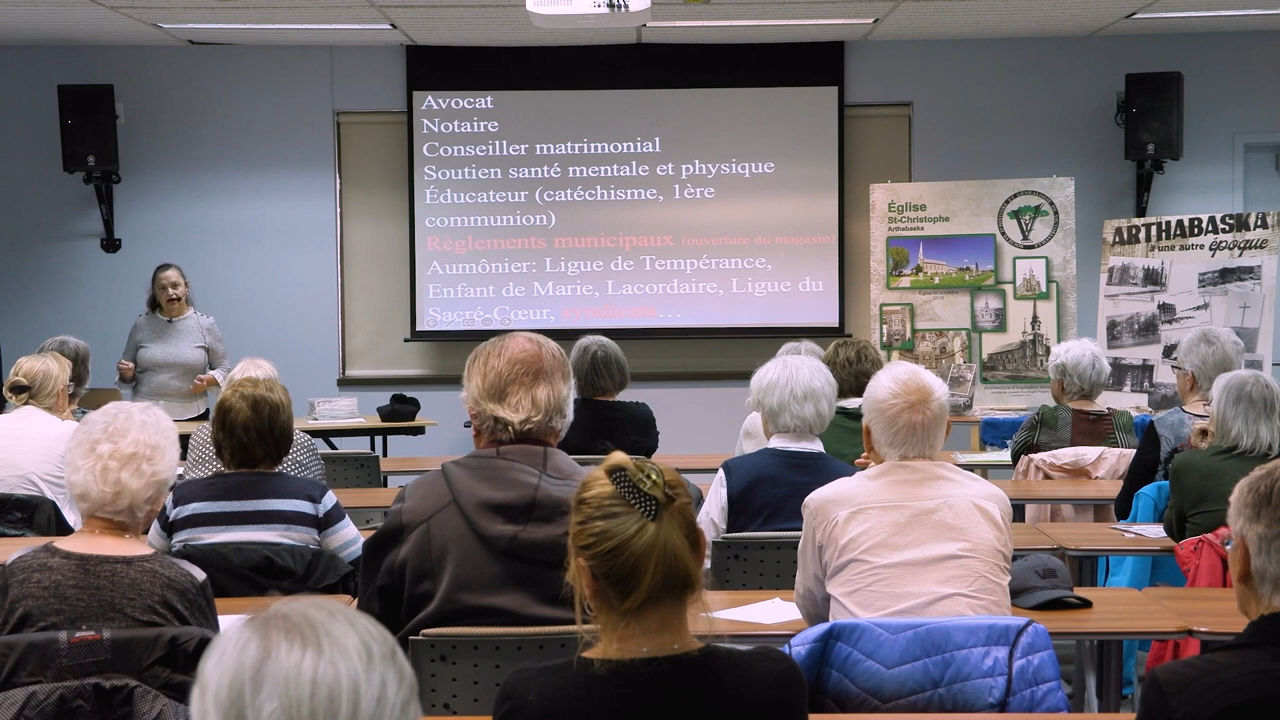 Avocat
Notaire
Conseiller matrimonial
Soutien santé mentale et physique
Éducateur (catéchisme, 1ère
communion)
Règlements municipaux (ouverture du magasin)
Aumônier: Ligue de Tempérance,
Enfant de Marie, Lacordaire, Ligue du
Sacré-Cœur, syndicats…
Église
St-Christophe
Arthabaska
ARTHABASKA
à une autre époque